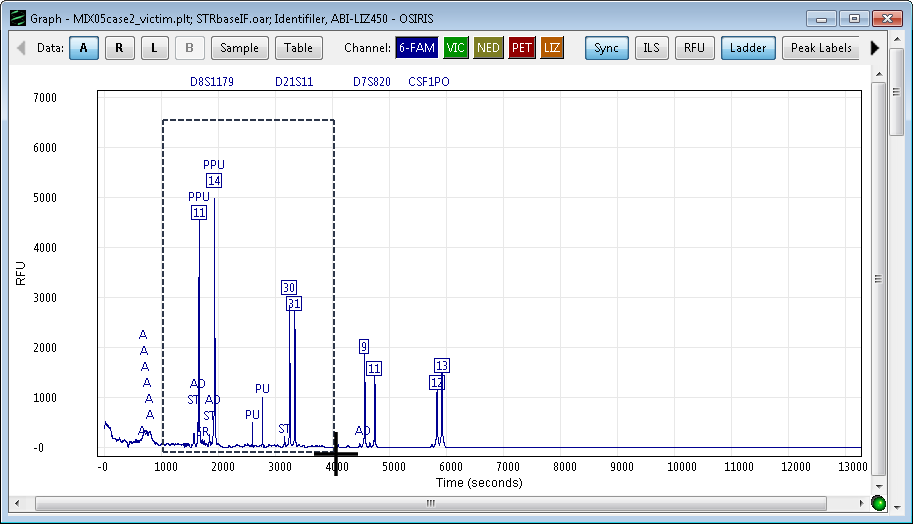 Graph - MIX05case2_victim.plt; STRbaseIF.oar; Identifiler, ABI-LIZ450 - OSIRIS
Data: A R L B Sample Table Channel: 6-FAM VIC NED PET LIZ Sync ILS RFU Ladder Peak Labels
D8S1179 D21S11 D7S820 CSF1PO
7000
6000
5000
4000
3000
2000
1000
-0
RFU
PPU
14
PPU
11
30
31
A
A
A
A
A
A
A
9
11
13
12
AD
ST
AD
ST
PU
PU
ST
AD
-0 1000 2000 3000 4000 5000 6000 7000 8000 9000 10000 11000 12000 13000
Time (seconds)